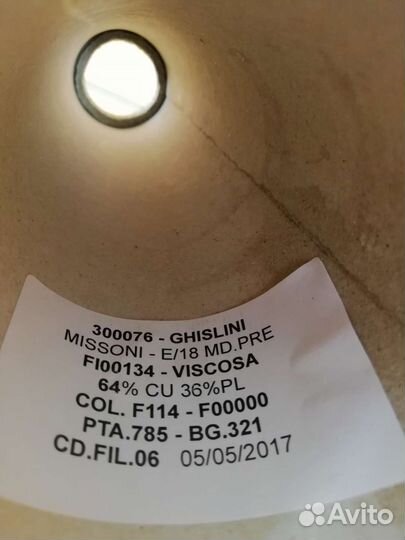 300076 - GHISLINI
MISSONI - E/18 MD.PRE
FI00134 - VISCOSA
64% CU 36%PL
COL. F114 - F00000
PTA.785 - BG.321
CD.FIL.06 05/05/2017
Avito